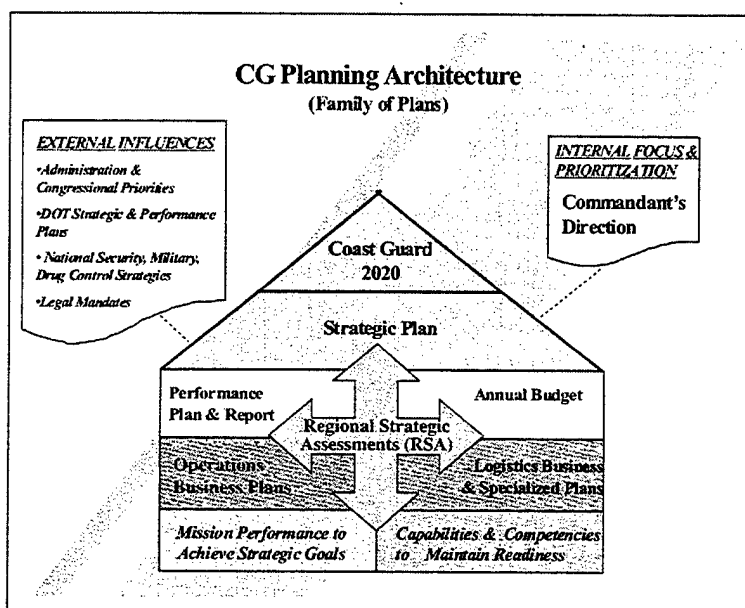 CG Planning Architecture
(Family of Plans)
EXTERNAL INFLUENCES
•Administration &
Congressional Priorities
•DOT Strategic & Performance
Plans
• National Security, Military,
Drug Control Strategies
•Legal Mandates
INTERNAL FOCUS &
PRIORITIZATION
Commandant's
Direction
Coast Guard
2020
Strategic Plan
Performance
Plan & Report
Annual Budget
Regional Strategic
Assessments (RSA)
Operations
Business Plans
Logistics Business
& Specialized Plans
Mission Performance to
Achieve Strategic Goals
Capabilities & Competencies
to Maintain Readiness